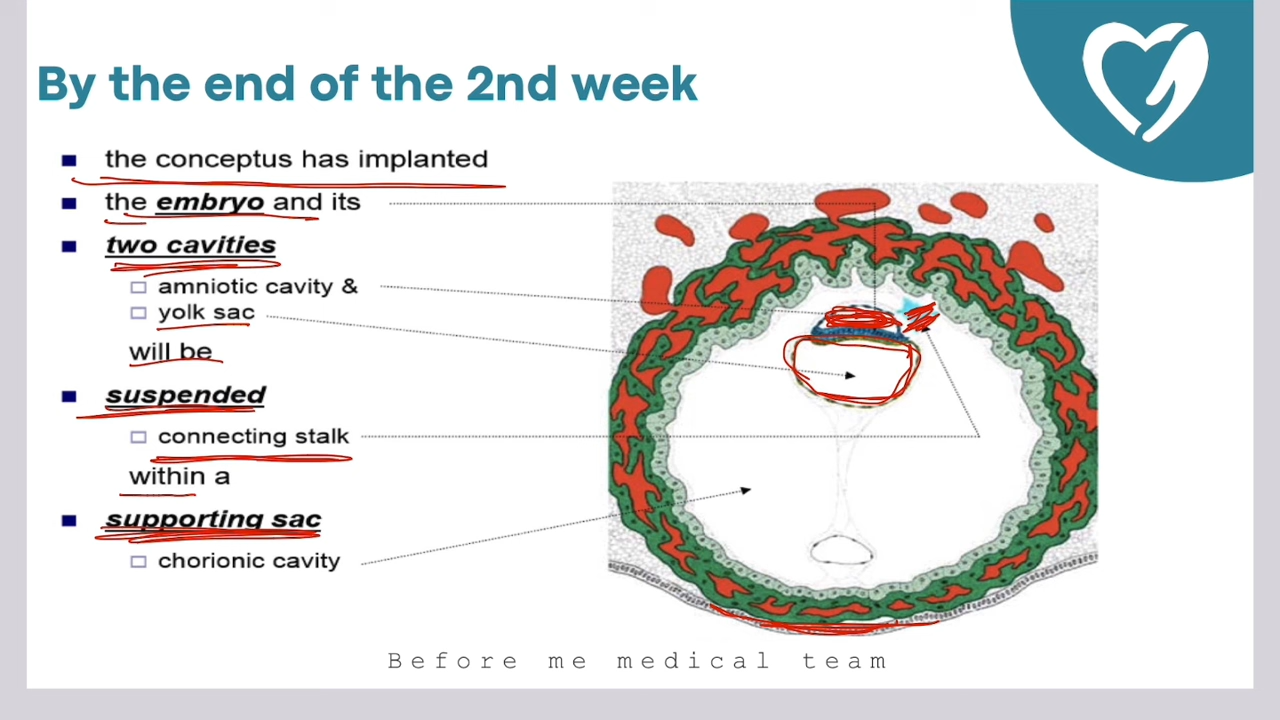 By the end of the 2nd week
the conceptus has implanted
the embryo and its
two cavities
amniotic cavity &
yolk sac
will be
suspended
connecting stalk
within a
supporting sac
chorionic cavity
Before me medical team